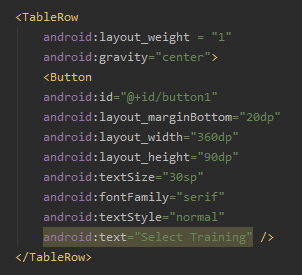 <TableRow
android:layout_weight = "1"
android:gravity="center">
<Button
android:id="@+id/button1"
android:layout_marginBottom="20dp"
android:layout_width="360dp"
android:layout_height="90dp"
android:textSize="30sp"
android:fontFamily="serif"
android:textStyle="normal"
android:text="Select Training" />
</TableRow>